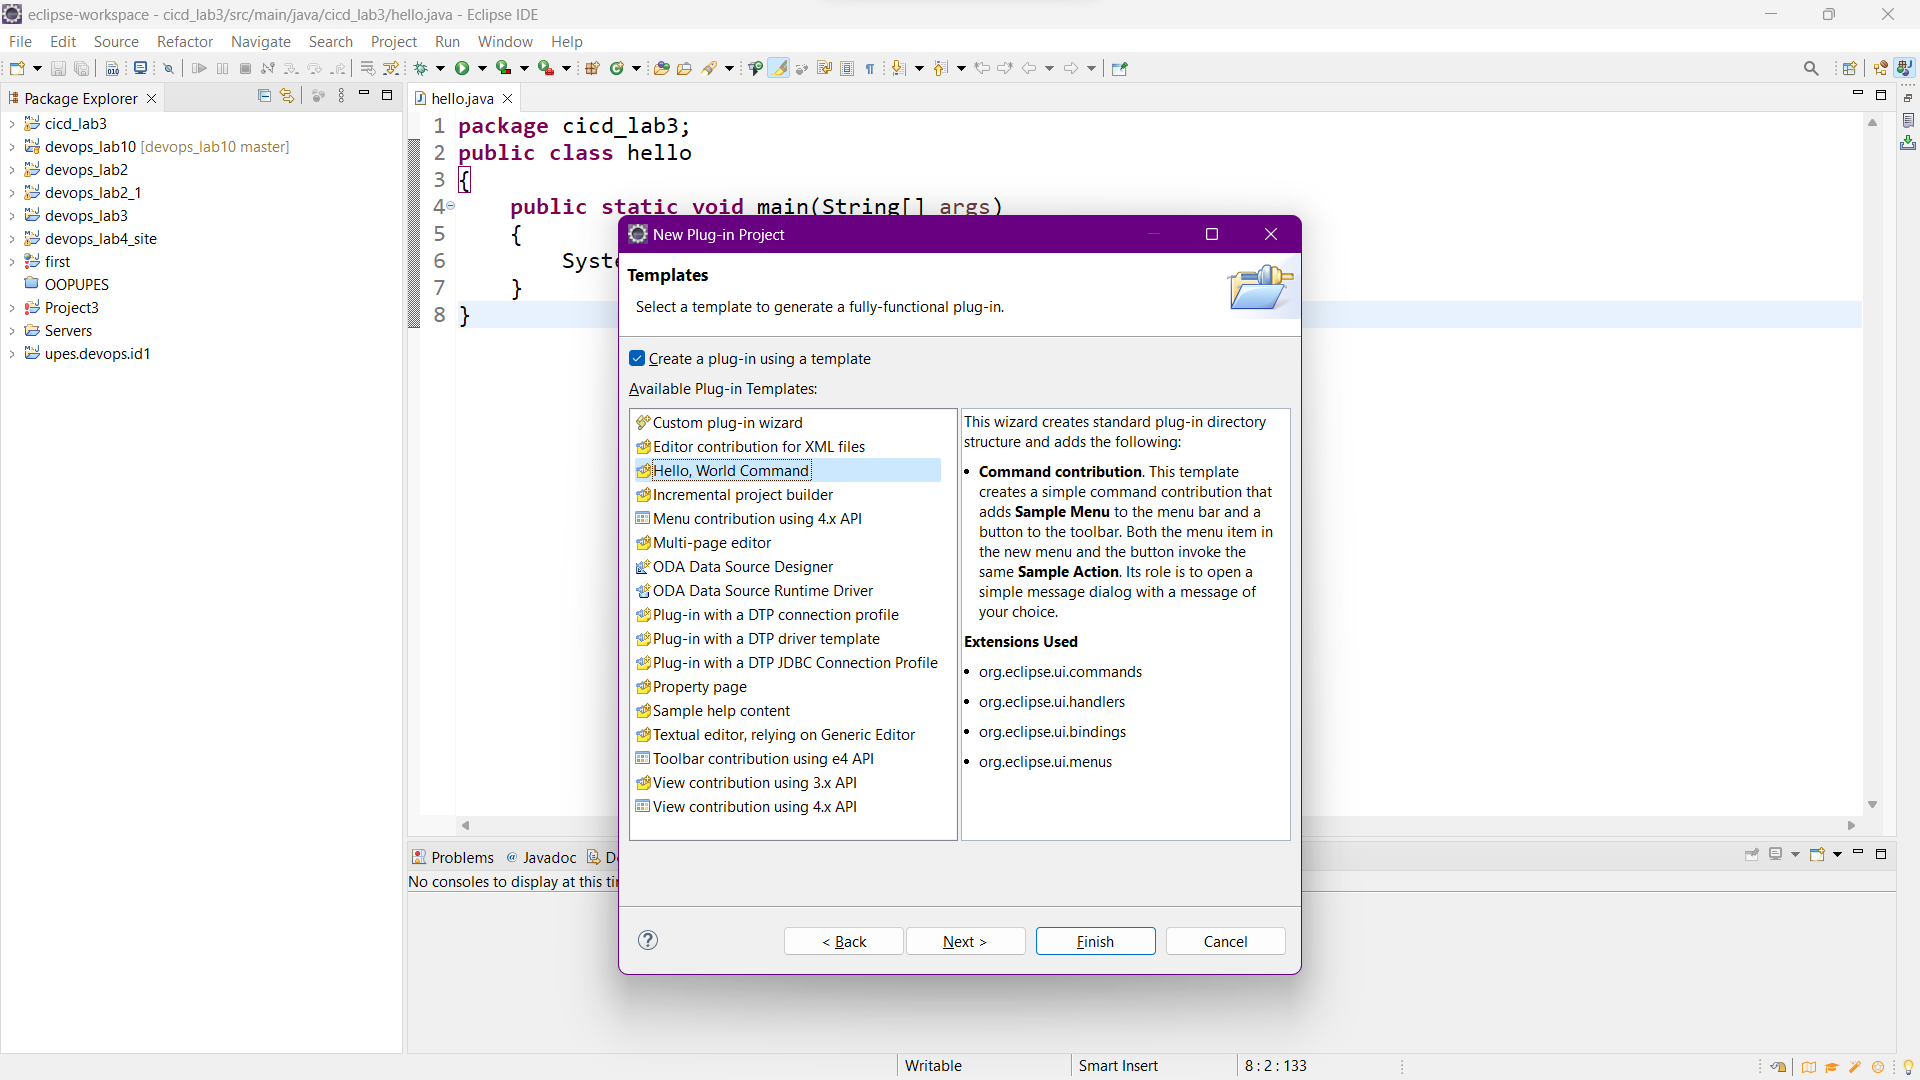 eclipse-workspace - cicd_lab3/src/main/java/cicd_lab3/hello.java - Eclipse IDE
File Edit Source Refactor Navigate Search Project Run Window Help
Package Explorer
cicd_lab3
devops_lab10 [devops_lab10 master]
devops_lab2
devops_lab2_1
devops_lab3
devops_lab4_site
first
OOPUPES
Project3
Servers
upes.devops.id1
hello.java
1 package cicd_lab3;
2 public class hello
3 {
4 public static void main(String[] args)
5 {
6 Syste
7 }
8 }
New Plug-in Project
Templates
Select a template to generate a fully-functional plug-in.
Create a plug-in using a template
Available Plug-in Templates:
Custom plug-in wizard
Editor contribution for XML files
Hello, World Command
Incremental project builder
Menu contribution using 4.x API
Multi-page editor
ODA Data Source Designer
ODA Data Source Runtime Driver
Plug-in with a DTP connection profile
Plug-in with a DTP driver template
Plug-in with a DTP JDBC Connection Profile
Property page
Sample help content
Textual editor, relying on Generic Editor
Toolbar contribution using e4 API
View contribution using 3.x API
View contribution using 4.x API
This wizard creates standard plug-in directory
structure and adds the following:
• Command contribution. This template
creates a simple command contribution that
adds Sample Menu to the menu bar and a
button to the toolbar. Both the menu item in
the new menu and the button invoke the
same Sample Action. Its role is to open a
simple message dialog with a message of
your choice.
Extensions Used
• org.eclipse.ui.commands
• org.eclipse.ui.handlers
• org.eclipse.ui.bindings
• org.eclipse.ui.menus
< Back Next > Finish Cancel
Problems @ Javadoc D
No consoles to display at this ti
Writable Smart Insert 8 : 2 : 133